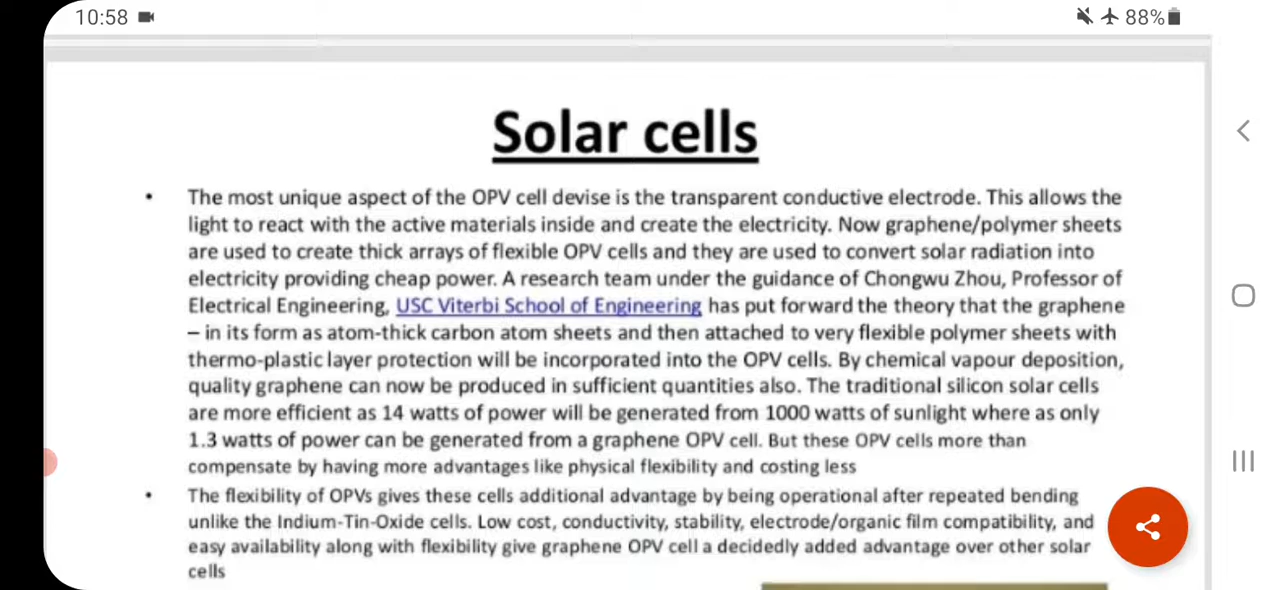 10:58
88%
Solar cells
• The most unique aspect of the OPV cell devise is the transparent conductive electrode. This allows the
light to react with the active materials inside and create the electricity. Now graphene/polymer sheets
are used to create thick arrays of flexible OPV cells and they are used to convert solar radiation into
electricity providing cheap power. A research team under the guidance of Chongwu Zhou, Professor of
Electrical Engineering, USC Viterbi School of Engineering has put forward the theory that the graphene
– in its form as atom-thick carbon atom sheets and then attached to very flexible polymer sheets with
thermo-plastic layer protection will be incorporated into the OPV cells. By chemical vapour deposition,
quality graphene can now be produced in sufficient quantities also. The traditional silicon solar cells
are more efficient as 14 watts of power will be generated from 1000 watts of sunlight where as only
1.3 watts of power can be generated from a graphene OPV cell. But these OPV cells more than
compensate by having more advantages like physical flexibility and costing less
• The flexibility of OPVs gives these cells additional advantage by being operational after repeated bending
unlike the Indium-Tin-Oxide cells. Low cost, conductivity, stability, electrode/organic film compatibility, and
easy availability along with flexibility give graphene OPV cell a decidedly added advantage over other solar
cells